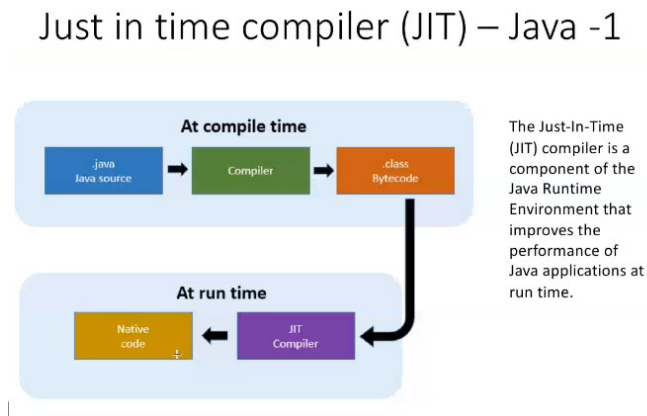 Just in time compiler (JIT) – Java -1
At compile time
.java
Java source
Compiler
.class
Bytecode
The Just-In-Time
(JIT) compiler is a
component of the
Java Runtime
Environment that
improves the
performance of
Java applications at
run time.
At run time
Native
code
JIT
Compiler